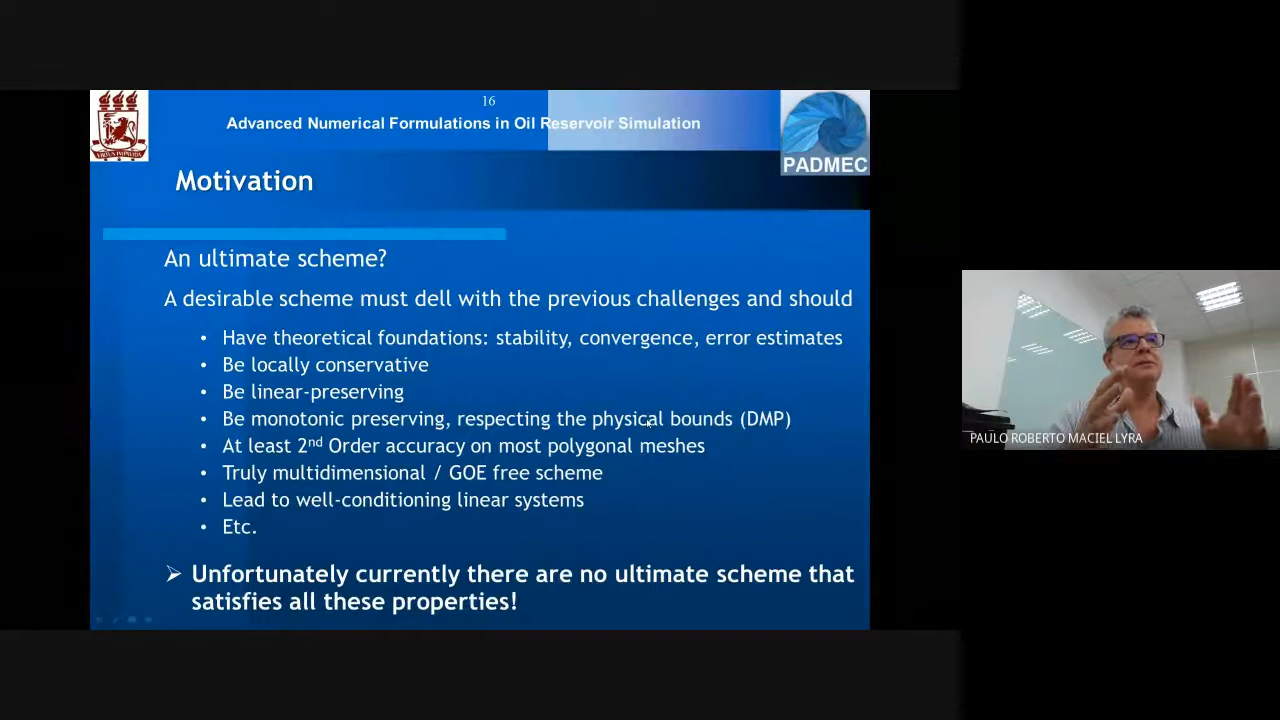 16
Advanced Numerical Formulations in Oil Reservoir Simulation
PADMEC
Motivation
An ultimate scheme?
A desirable scheme must dell with the previous challenges and should
• Have theoretical foundations: stability, convergence, error estimates
• Be locally conservative
• Be linear-preserving
• Be monotonic preserving, respecting the physical bounds (DMP)
• At least 2nd Order accuracy on most polygonal meshes
• Truly multidimensional / GOE free scheme
• Lead to well-conditioning linear systems
• Etc.
➢ Unfortunately currently there are no ultimate scheme that
satisfies all these properties!
PAULO ROBERTO MACIEL LYRA